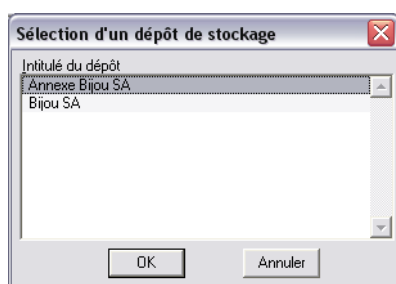 Sélection d'un dépôt de stockage
Intitulé du dépôt
Annexe Bijou SA
Bijou SA
OK Annuler